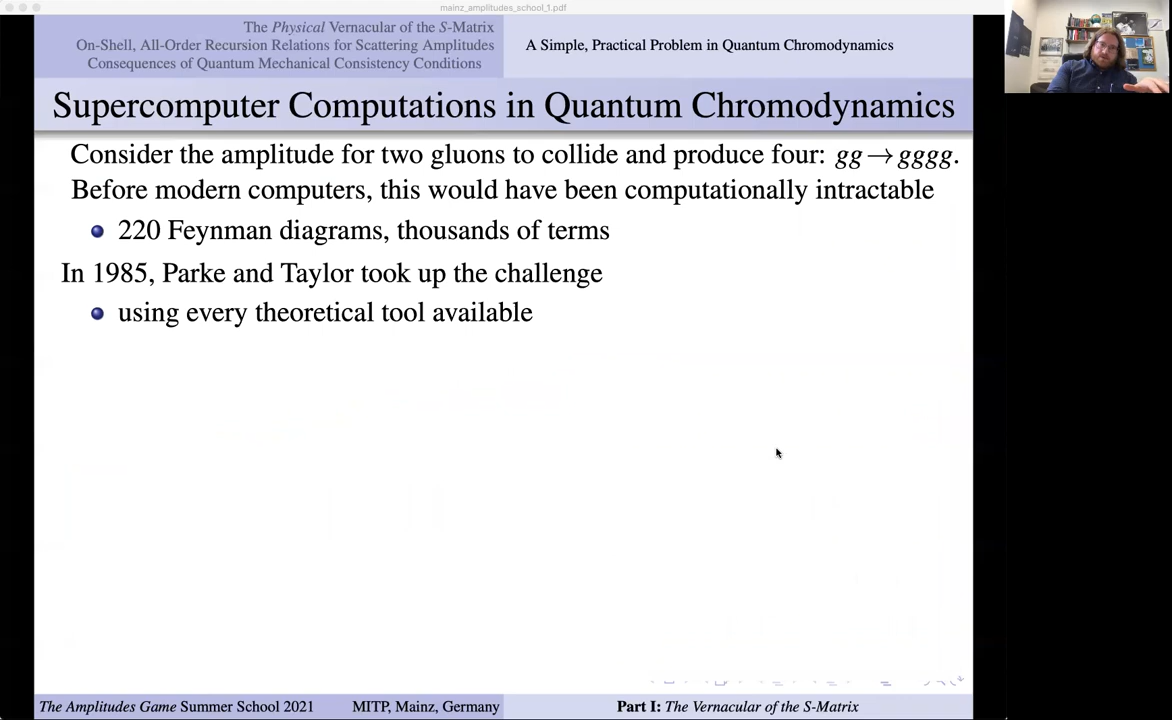 mainz_amplitudes_school_1.pdf
The Physical Vernacular of the S-Matrix
On-Shell, All-Order Recursion Relations for Scattering Amplitudes
Consequences of Quantum Mechanical Consistency Conditions
A Simple, Practical Problem in Quantum Chromodynamics
Supercomputer Computations in Quantum Chromodynamics
Consider the amplitude for two gluons to collide and produce four: gg→gggg.
Before modern computers, this would have been computationally intractable
220 Feynman diagrams, thousands of terms
In 1985, Parke and Taylor took up the challenge
using every theoretical tool available
The Amplitudes Game Summer School 2021 MITP, Mainz, Germany Part I: The Vernacular of the S-Matrix